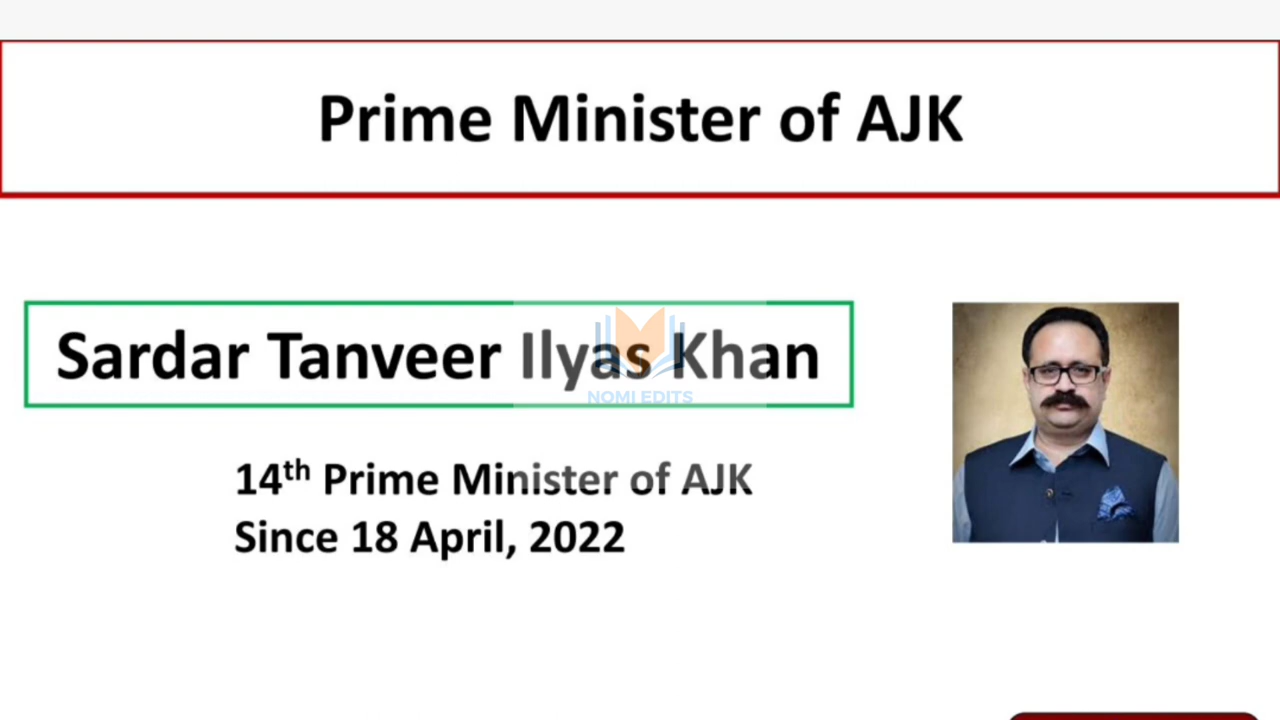 Prime Minister of AJK
Sardar Tanveer Ilyas Khan
NOMI EDITS
14th Prime Minister of AJK
Since 18 April, 2022